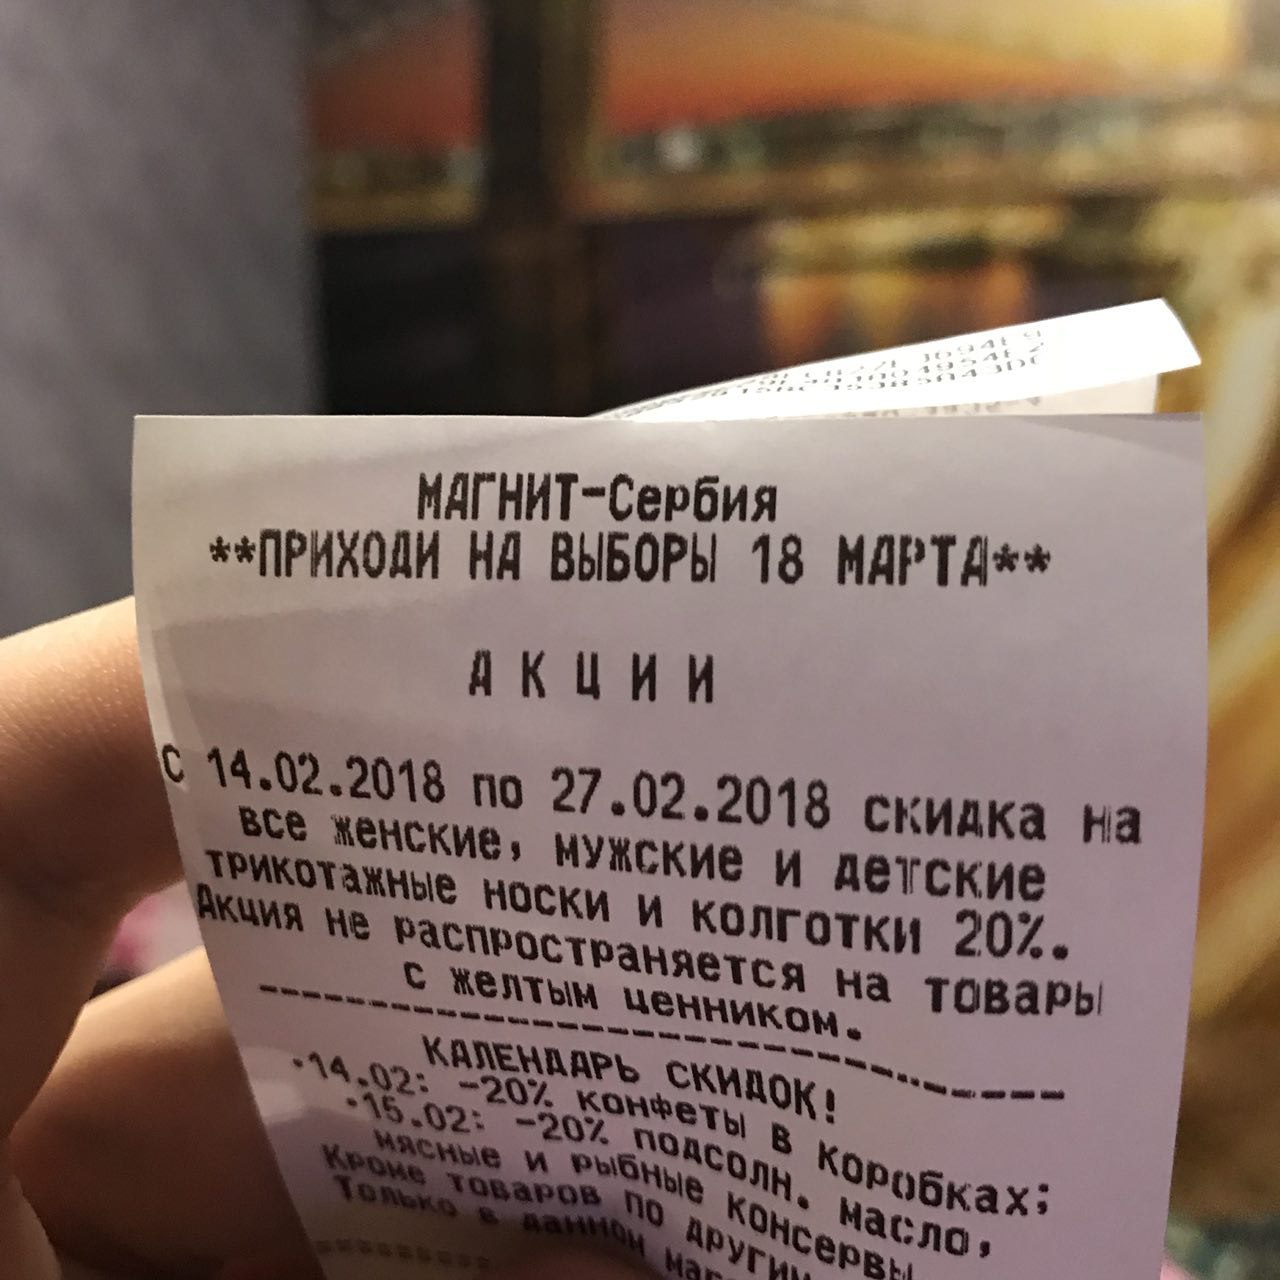 МАГНИТ-Сербия
**ПРИХОДИ НА ВЫБОРЫ 18 МАРТА**
А К Ц И И
С 14.02.2018 по 27.02.2018 скидка на
все женские, мужские и детские
трикотажные носки и колготки 20%.
Акция не распространяется на товары
с желтым ценником.
КАЛЕНДАРЬ СКИДОК!
·14.02: -20% конфеты в коробках;
·15.02: -20% подсолн. масло,
мясные и рыбные консервы
Кроме товаров по другим
Только в данном